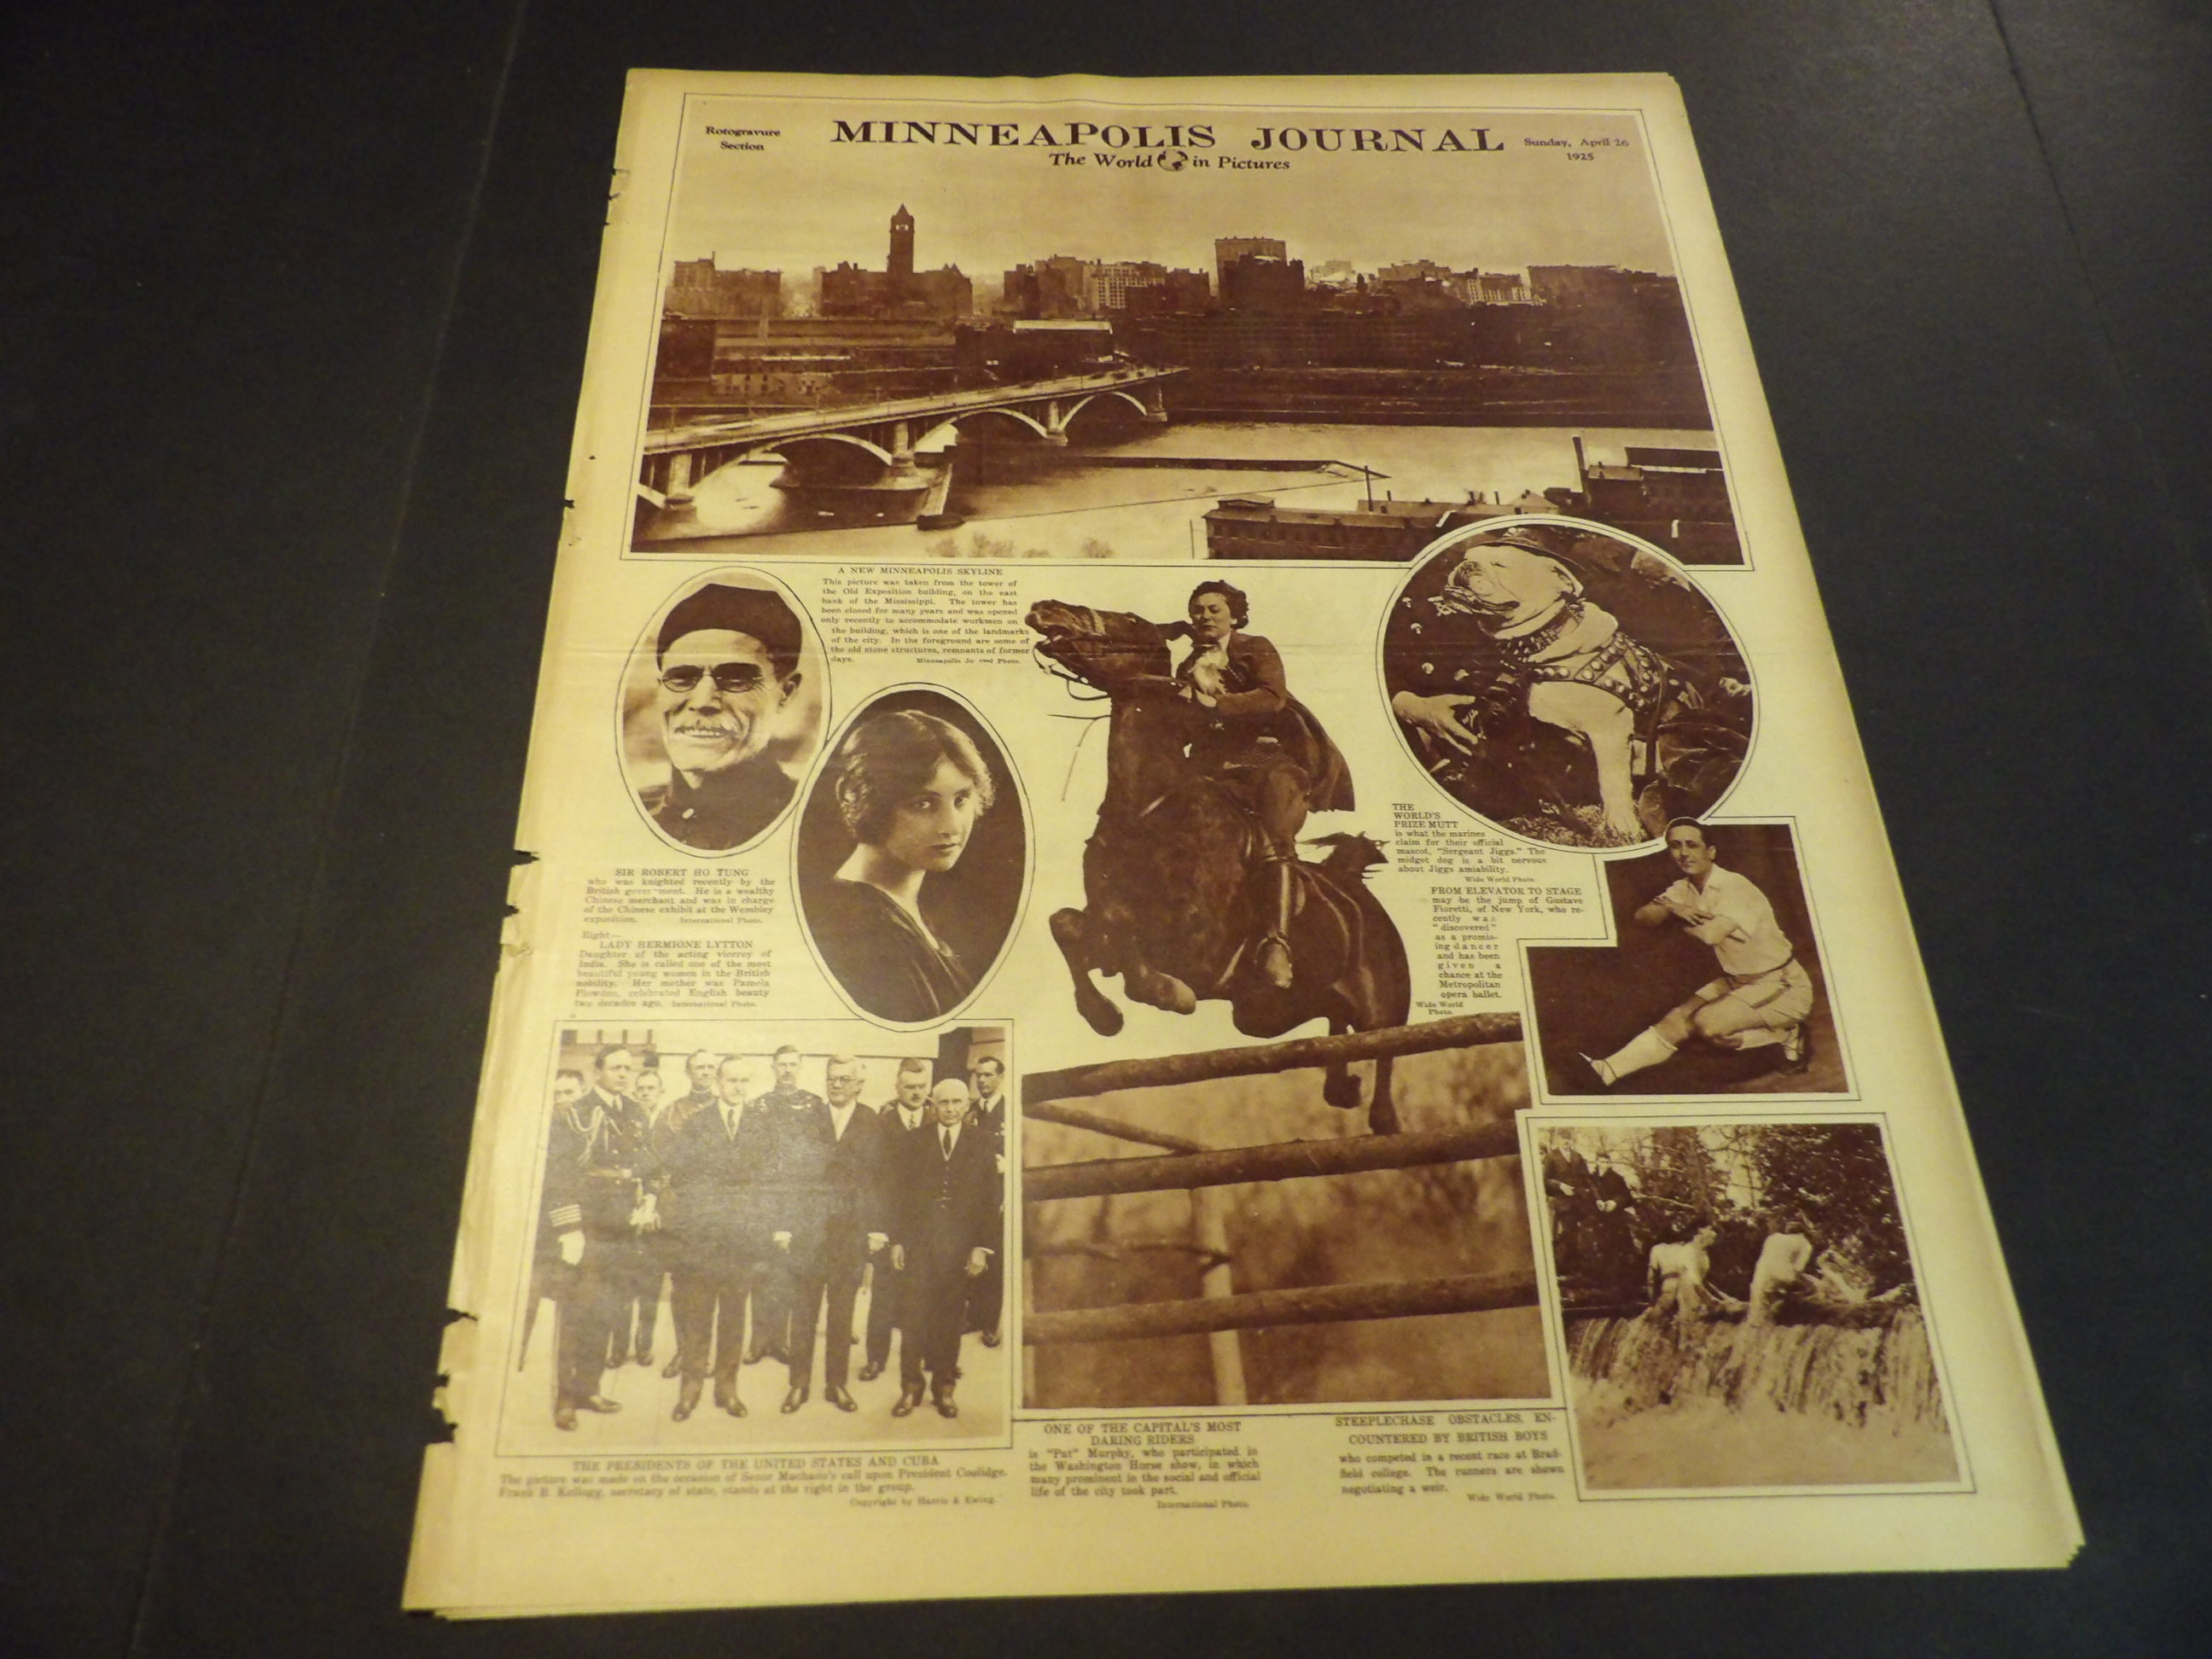 Rotogravure
Section
MINNEAPOLIS JOURNAL
The World in Pictures
Sunday, April 26
1925
A NEW MINNEAPOLIS SKYLINE
This picture was taken from the tower of
the Old Exposition building, on the east
bank of the Mississippi. The tower has
been closed for many years and was opened
only recently to accommodate workmen on
the building, which is one of the landmarks
of the city. In the foreground are some of
the old stone structures, remnants of former
days.
Minneapolis Photo.
SIR ROBERT HO TUNG
who was knighted recently by the
British ment. He is a wealthy
Chinese merchant and was in charge
of the Chinese exhibit at the Wembley
exposition. International Photo.
Right—
LADY HERMIONE LYTTON
Daughter of the acting viceroy of
India. She is called one of the most
beautiful young women in the British
nobility. Her mother was Pamela
Plowden, celebrated English beauty
two decades ago. International Photo.
THE
WORLD'S
PRIZE MUTT
is what the marines
claim for their official
mascot, "Sergeant Jiggs." The
midget dog is a bit nervous
about Jiggs amiability.
Wide World Photo.
FROM ELEVATOR TO STAGE
may be the jump of Gustave
Fioretti, of New York, who re-
cently was
"discovered"
as a promis-
ing dancer
and has been
given a
chance at the
Metropolitan
opera ballet.
Wide World
Photo.
THE PRESIDENTS OF THE UNITED STATES AND CUBA
The picture was made on the occasion of Senor Machado's call upon President Coolidge.
Frank B. Kellogg, secretary of state, stands at the right in the group.
Copyright by Harris & Ewing.
ONE OF THE CAPITAL'S MOST
DARING RIDERS
is "Pat" Murphy, who participated in
the Washington Horse show, in which
many prominent in the social and official
life of the city took part.
International Photo.
STEEPLECHASE OBSTACLES, EN-
COUNTERED BY BRITISH BOYS
who competed in a recent race at Brad-
field college. The runners are shown
negotiating a weir.
Wide World Photo.